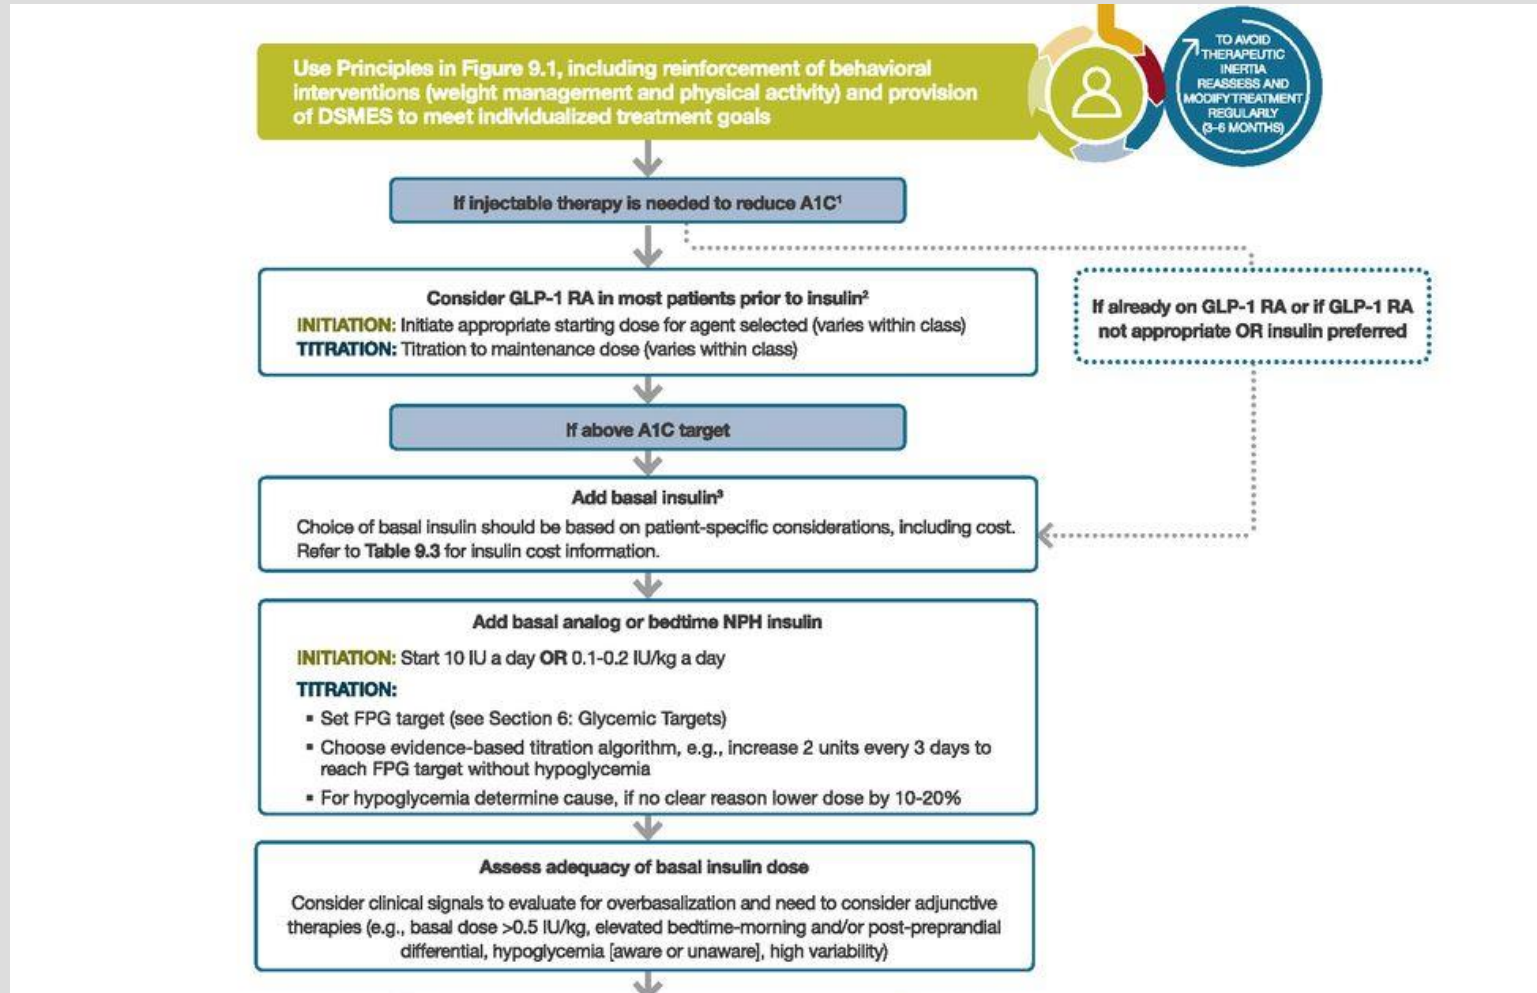 Use Principles in Figure 9.1, including reinforcement of behavioral
interventions (weight management and physical activity) and provision
of DSMES to meet individualized treatment goals
TO AVOID
THERAPEUTIC
INERTIA
REASSESS AND
MODIFY TREATMENT
REGULARLY
(3–6 MONTHS)
If injectable therapy is needed to reduce A1C¹
Consider GLP-1 RA in most patients prior to insulin²
INITIATION: Initiate appropriate starting dose for agent selected (varies within class)
TITRATION: Titration to maintenance dose (varies within class)
If already on GLP-1 RA or if GLP-1 RA
not appropriate OR insulin preferred
If above A1C target
Add basal insulin³
Choice of basal insulin should be based on patient-specific considerations, including cost.
Refer to Table 9.3 for insulin cost information.
Add basal analog or bedtime NPH insulin
INITIATION: Start 10 IU a day OR 0.1-0.2 IU/kg a day
TITRATION:
▪ Set FPG target (see Section 6: Glycemic Targets)
▪ Choose evidence-based titration algorithm, e.g., increase 2 units every 3 days to
reach FPG target without hypoglycemia
▪ For hypoglycemia determine cause, if no clear reason lower dose by 10-20%
Assess adequacy of basal insulin dose
Consider clinical signals to evaluate for overbasalization and need to consider adjunctive
therapies (e.g., basal dose >0.5 IU/kg, elevated bedtime-morning and/or post-preprandial
differential, hypoglycemia [aware or unaware], high variability)